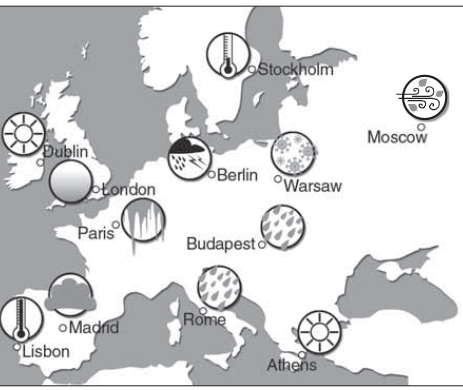 Stockholm
Moscow
Dublin
Berlin
Warsaw
London
Paris
Budapest
Rome
Madrid
Lisbon
Athens